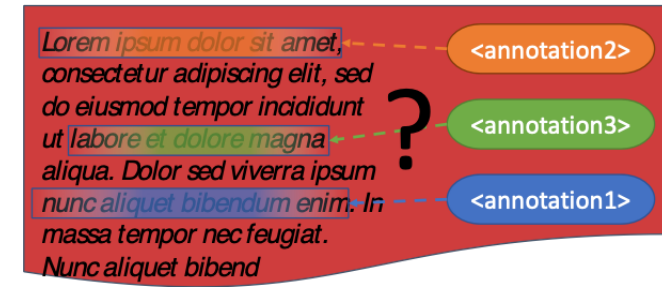 Lorem ipsum dolor sit amet, <annotation2>
consectetur adipiscing elit, sed
do eiusmod tempor incididunt
?
ut labore et dolore magna <annotation3>
aliqua. Dolor sed viverra ipsum
nunc aliquet bibendum enim. In <annotation1>
massa tempor nec feugiat.
Nunc aliquet bibend